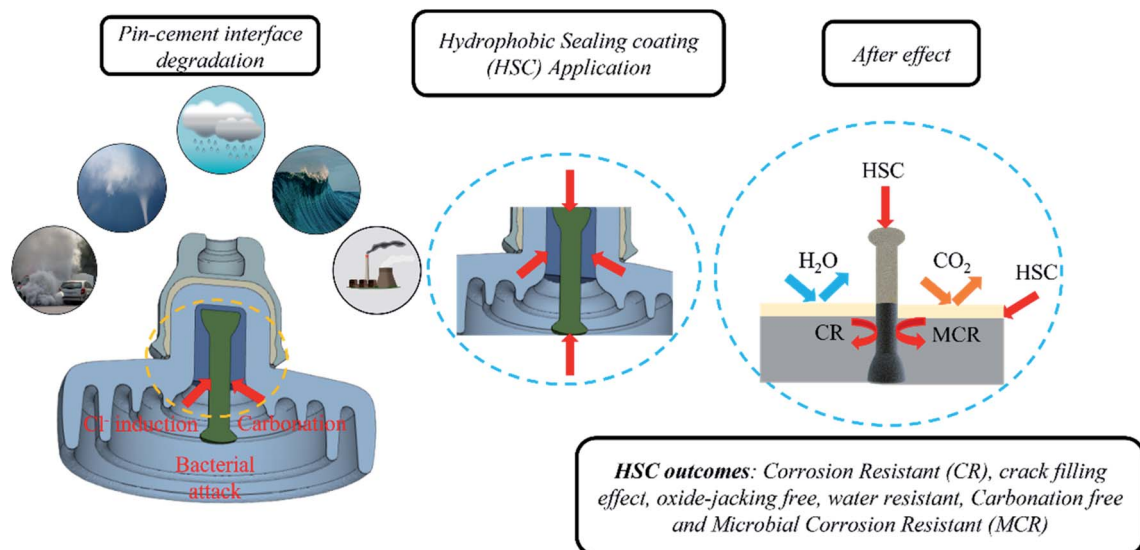 Pin-cement interface
degradation
Hydrophobic Sealing coating
(HSC) Application
After effect
Cl⁻ induction
Carbonation
Bacterial
attack
HSC
H₂O
CO₂
HSC
CR
MCR
HSC outcomes: Corrosion Resistant (CR), crack filling
effect, oxide-jacking free, water resistant, Carbonation free
and Microbial Corrosion Resistant (MCR)